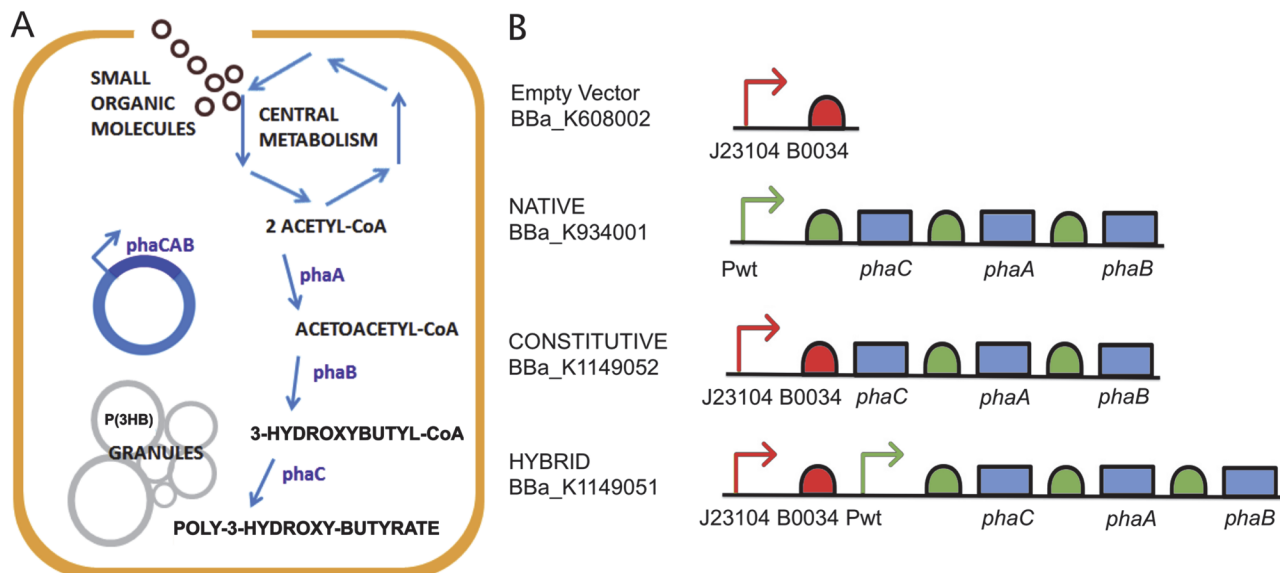 A
SMALL
ORGANIC
MOLECULES
CENTRAL
METABOLISM
2 ACETYL-CoA
phaCAB
phaA
ACETOACETYL-CoA
phaB
P(3HB)
GRANULES
3-HYDROXYBUTYL-CoA
phaC
POLY-3-HYDROXY-BUTYRATE
B
Empty Vector
BBa_K608002
J23104 B0034
NATIVE
BBa_K934001
Pwt phaC phaA phaB
CONSTITUTIVE
BBa_K1149052
J23104 B0034 phaC phaA phaB
HYBRID
BBa_K1149051
J23104 B0034 Pwt phaC phaA phaB